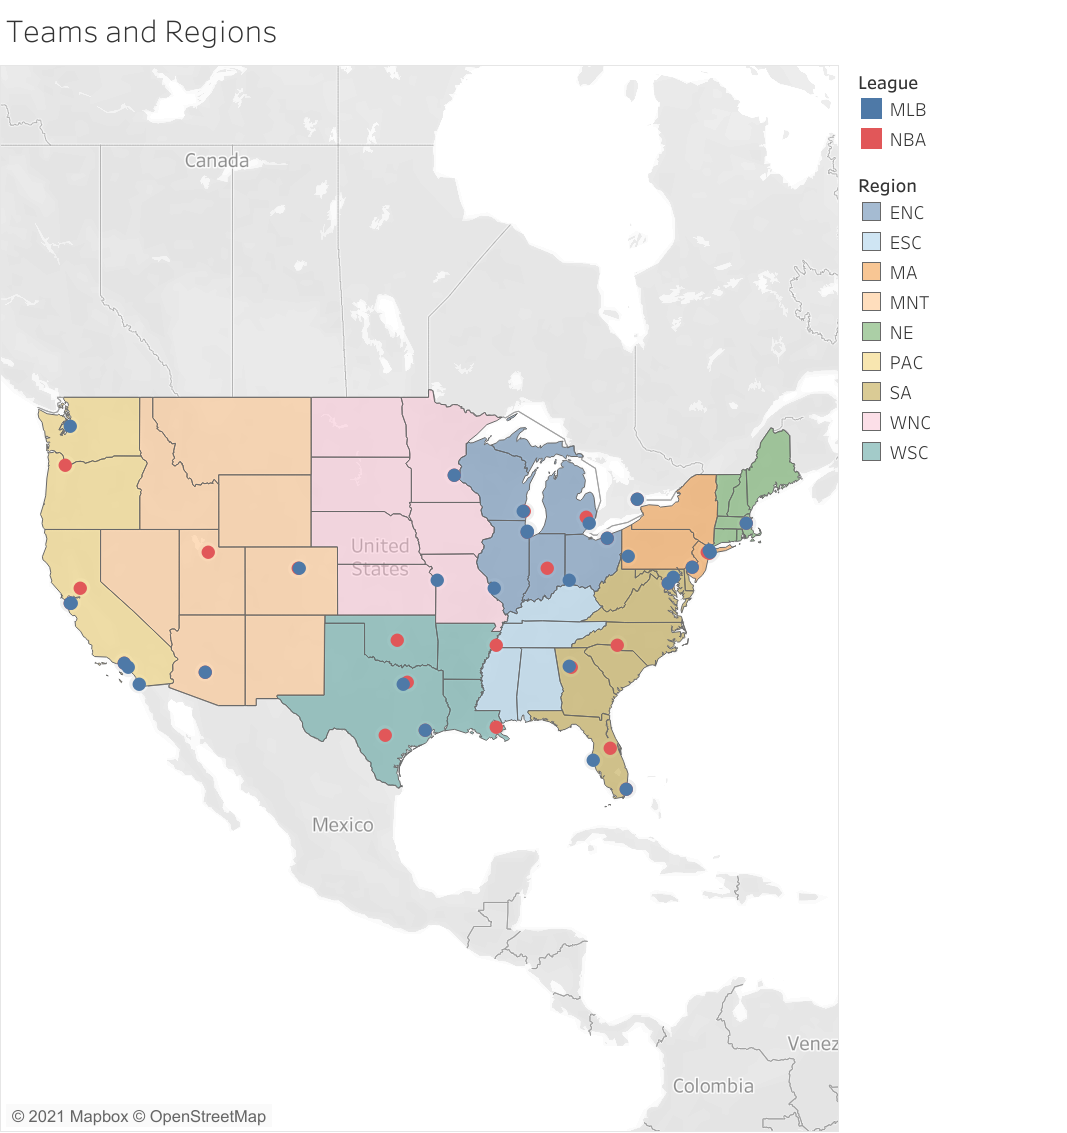 Teams and Regions
League
MLB
NBA
Region
ENC
ESC
MA
MNT
NE
PAC
SA
WNC
WSC
Canada
United
States
Mexico
Venez
Colombia
© 2021 Mapbox © OpenStreetMap